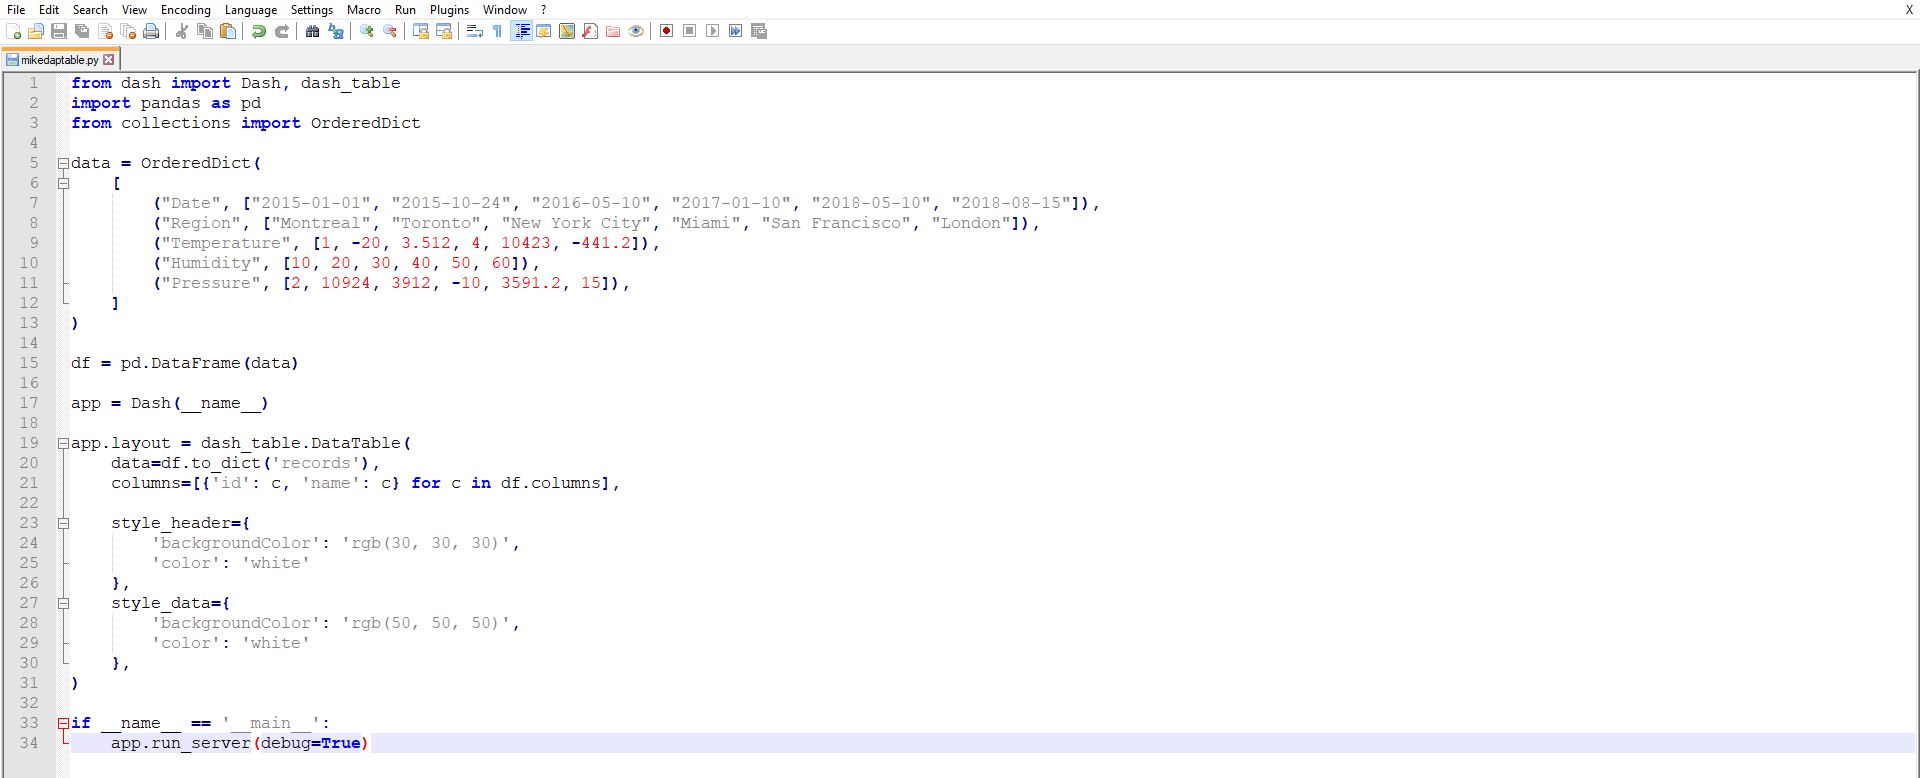 File Edit Search View Encoding Language Settings Macro Run Plugins Window ? X
mikedaptable.py
1 from dash import Dash, dash_table
2 import pandas as pd
3 from collections import OrderedDict
4
5 data = OrderedDict(
6     [
7         ("Date", ["2015-01-01", "2015-10-24", "2016-05-10", "2017-01-10", "2018-05-10", "2018-08-15"]),
8         ("Region", ["Montreal", "Toronto", "New York City", "Miami", "San Francisco", "London"]),
9         ("Temperature", [1, -20, 3.512, 4, 10423, -441.2]),
10         ("Humidity", [10, 20, 30, 40, 50, 60]),
11         ("Pressure", [2, 10924, 3912, -10, 3591.2, 15]),
12     ]
13 )
14
15 df = pd.DataFrame(data)
16
17 app = Dash(__name__)
18
19 app.layout = dash_table.DataTable(
20     data=df.to_dict('records'),
21     columns=[{'id': c, 'name': c} for c in df.columns],
22
23     style_header={
24         'backgroundColor': 'rgb(30, 30, 30)',
25         'color': 'white'
26     },
27     style_data={
28         'backgroundColor': 'rgb(50, 50, 50)',
29         'color': 'white'
30     },
31 )
32
33 if __name__ == '__main__':
34     app.run_server(debug=True)